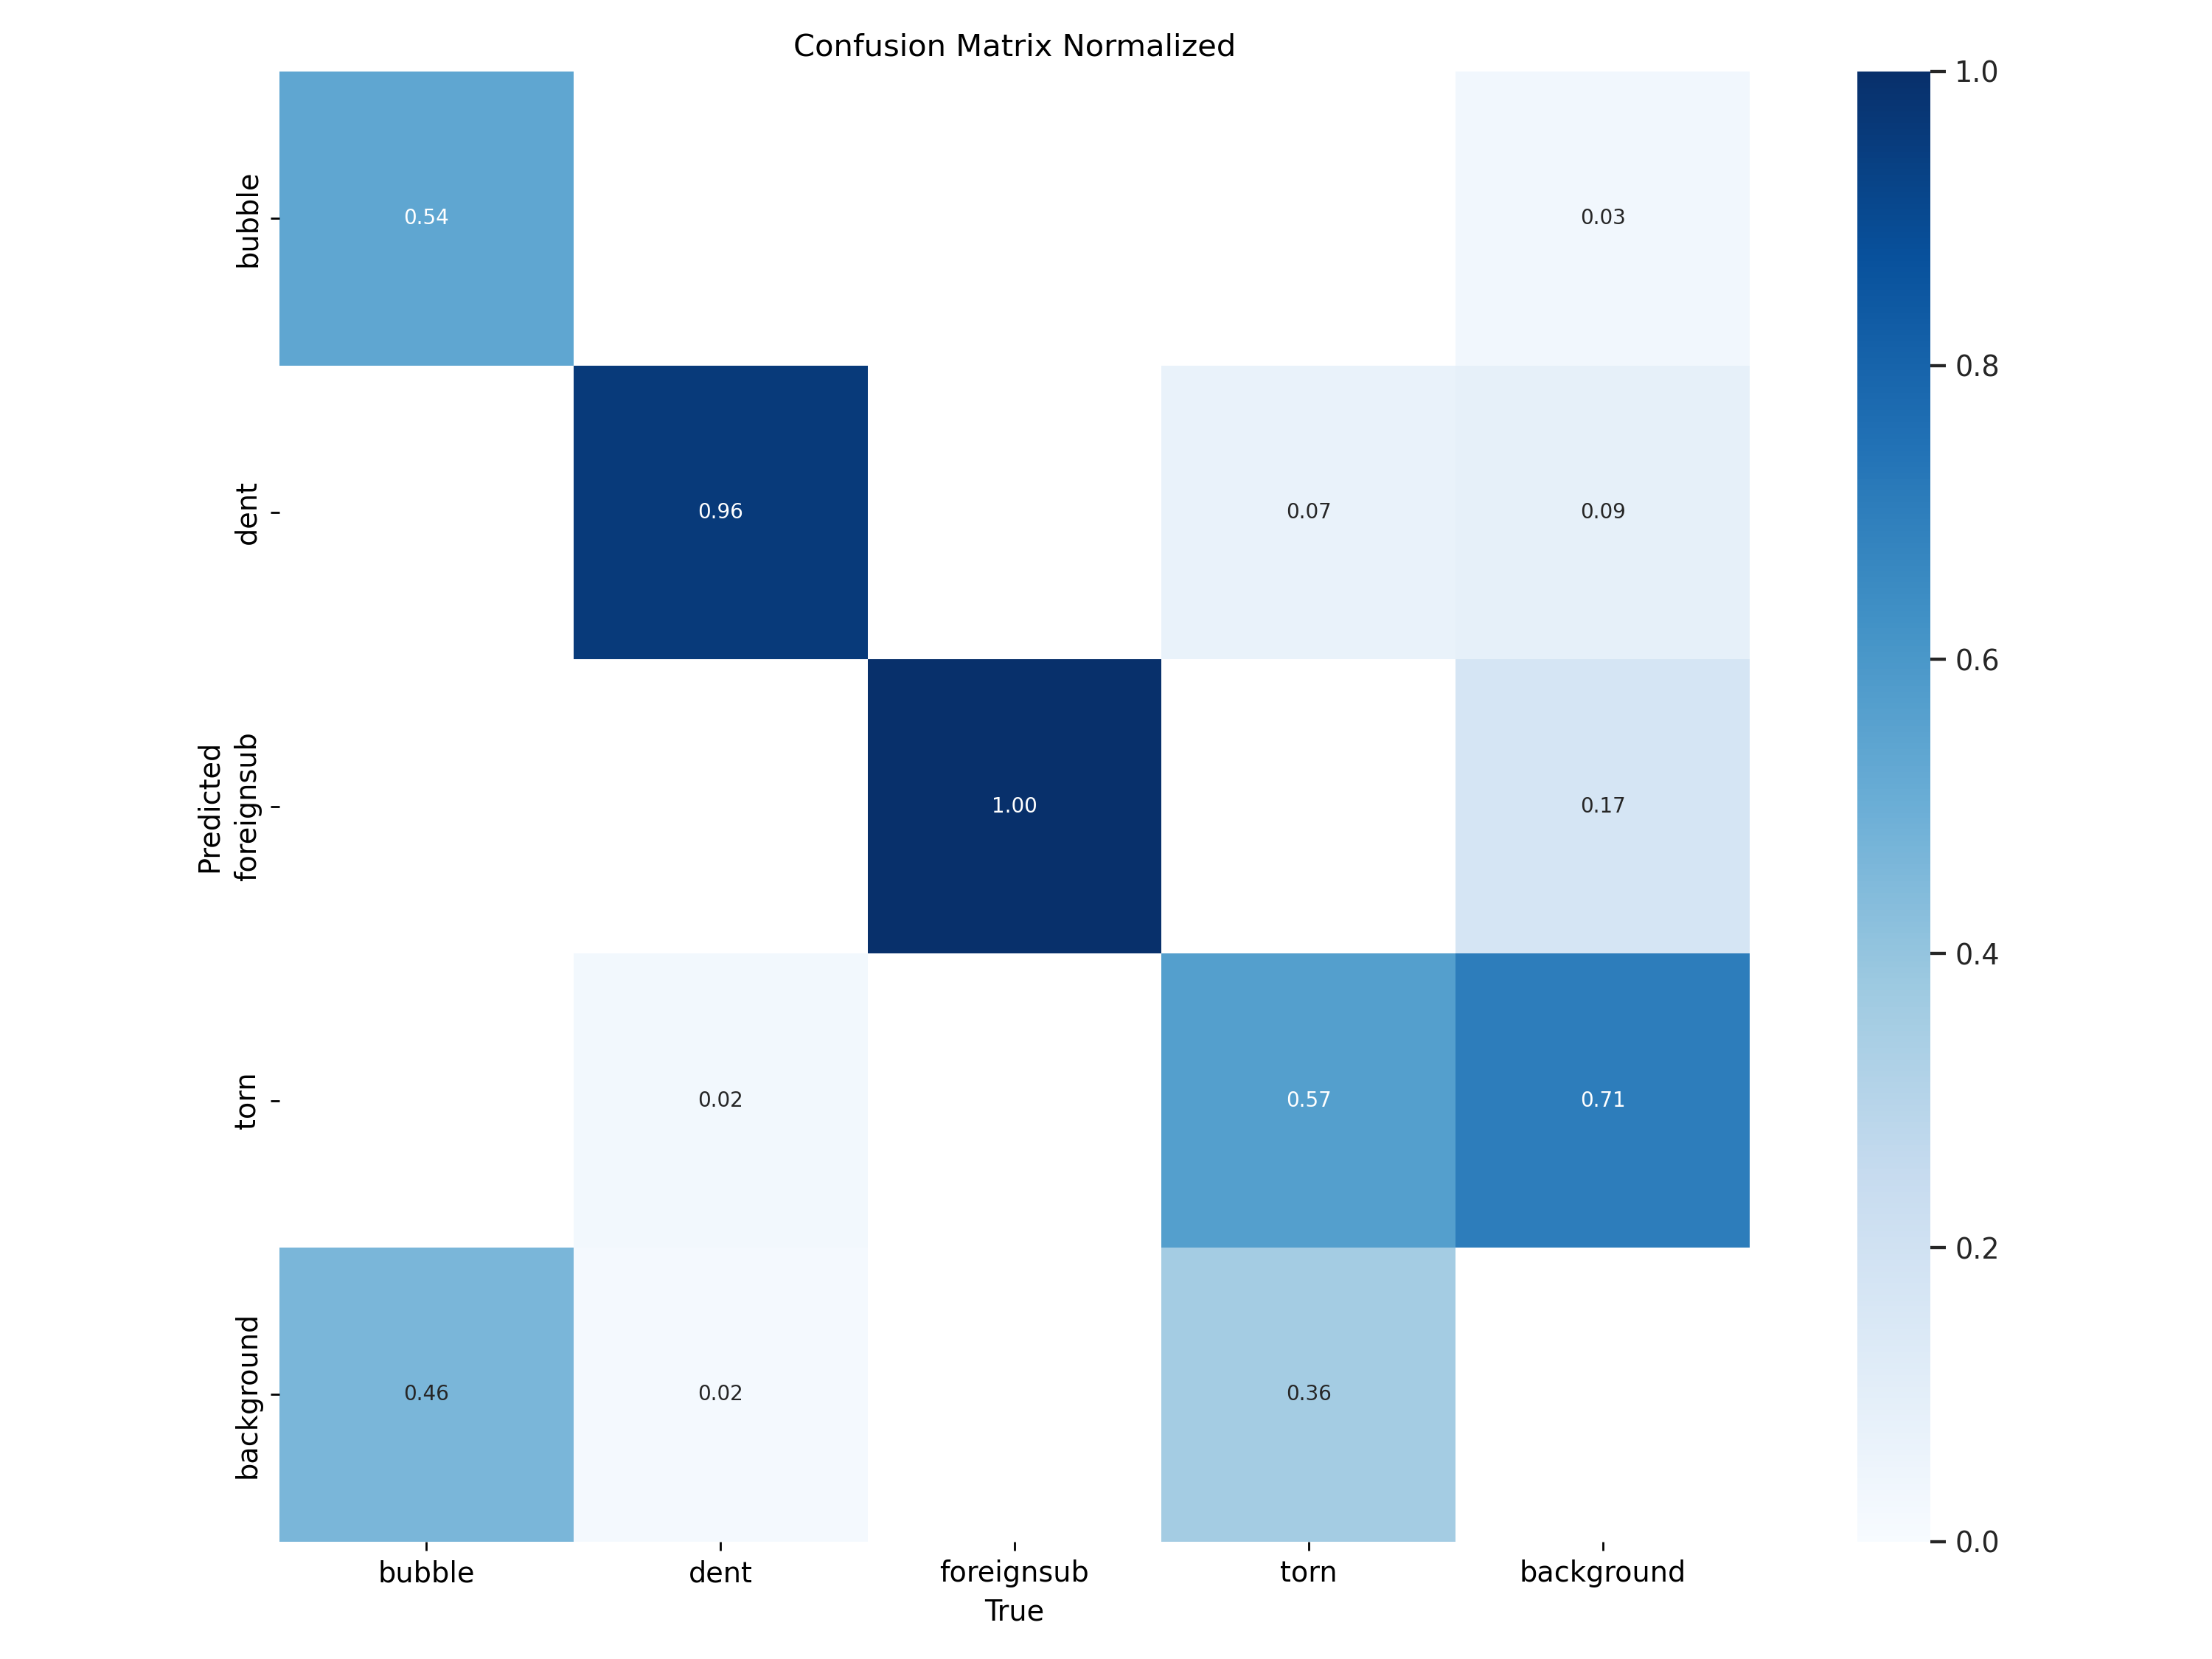 Confusion Matrix Normalized
1.0
bubble
0.54
0.03
0.8
dent
0.96
0.07
0.09
0.6
Predicted
foreignsub
1.00
0.17
0.4
torn
0.02
0.57
0.71
0.2
background
0.46
0.02
0.36
0.0
bubble dent foreignsub torn background
True